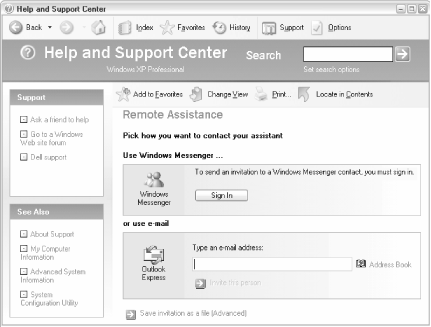 Help and Support Center
Back Index Favorites History Support Options
Help and Support Center
Windows XP Professional
Search
Set search options
Support
Ask a friend to help
Go to a Windows
Web site forum
Dell support
See Also
About Support
My Computer
Information
Advanced System
Information
System
Configuration Utility
Add to Favorites Change View Print... Locate in Contents
Remote Assistance
Pick how you want to contact your assistant
Use Windows Messenger ...
Windows
Messenger
To send an invitation to a Windows Messenger contact, you must sign in.
Sign In
or use e-mail
Outlook
Express
Type an e-mail address:
Address Book
Invite this person
Save invitation as a file (Advanced)